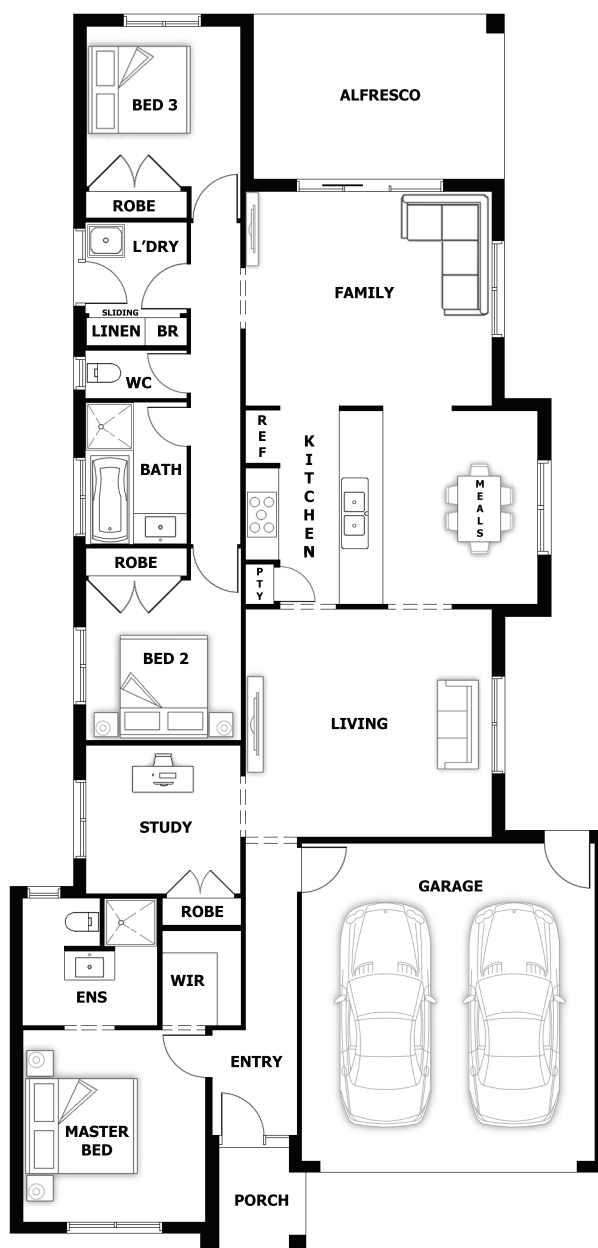 ALFRESCO
BED 3
ROBE
L'DRY
SLIDING
LINEN
BR
FAMILY
WC
REF
KITCHEN
BATH
MEALS
ROBE
PTY
BED 2
LIVING
STUDY
GARAGE
ROBE
WIR
ENS
ENTRY
MASTER
BED
PORCH